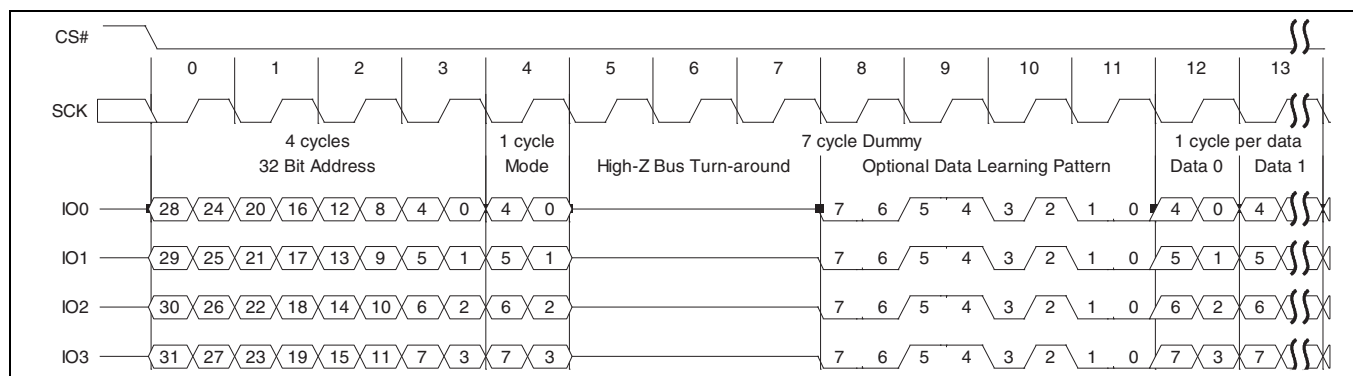 CS#
0 1 2 3 4 5 6 7 8 9 10 11 12 13
SCK
4 cycles 1 cycle 7 cycle Dummy 1 cycle per data
32 Bit Address Mode High-Z Bus Turn-around Optional Data Learning Pattern Data 0 Data 1
IO0 28 24 20 16 12 8 4 0 4 0 7 6 5 4 3 2 1 0 4 0 4
IO1 29 25 21 17 13 9 5 1 5 1 7 6 5 4 3 2 1 0 5 1 5
IO2 30 26 22 18 14 10 6 2 6 2 7 6 5 4 3 2 1 0 6 2 6
IO3 31 27 23 19 15 11 7 3 7 3 7 6 5 4 3 2 1 0 7 3 7